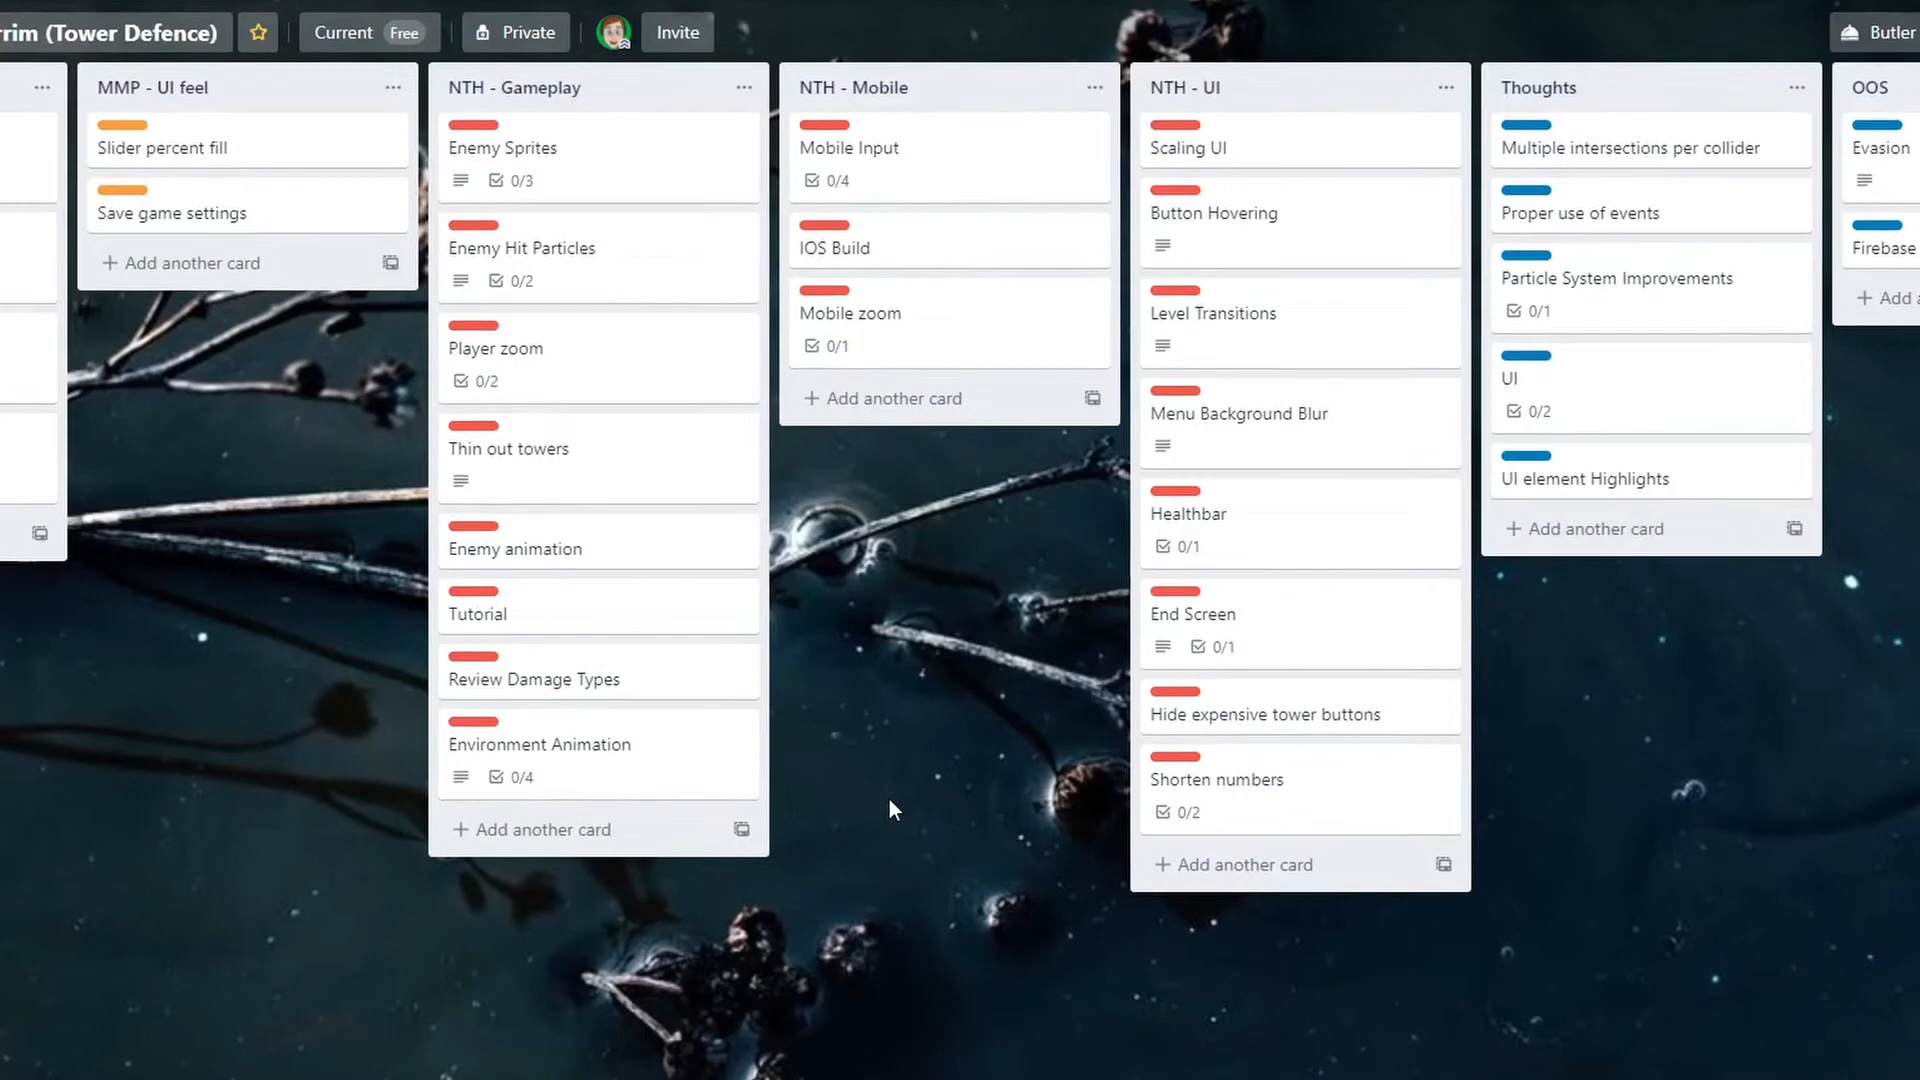 rim (Tower Defence)
Current Free
Private
Invite
Butler
MMP - UI feel
Slider percent fill
Save game settings
+ Add another card
NTH - Gameplay
Enemy Sprites
0/3
Enemy Hit Particles
0/2
Player zoom
0/2
Thin out towers
Enemy animation
Tutorial
Review Damage Types
Environment Animation
0/4
+ Add another card
NTH - Mobile
Mobile Input
0/4
IOS Build
Mobile zoom
0/1
+ Add another card
NTH - UI
Scaling UI
Button Hovering
Level Transitions
Menu Background Blur
Healthbar
0/1
End Screen
0/1
Hide expensive tower buttons
Shorten numbers
0/2
+ Add another card
Thoughts
Multiple intersections per collider
Proper use of events
Particle System Improvements
0/1
UI
0/2
UI element Highlights
+ Add another card
OOS
Evasion
Firebase
+ Add